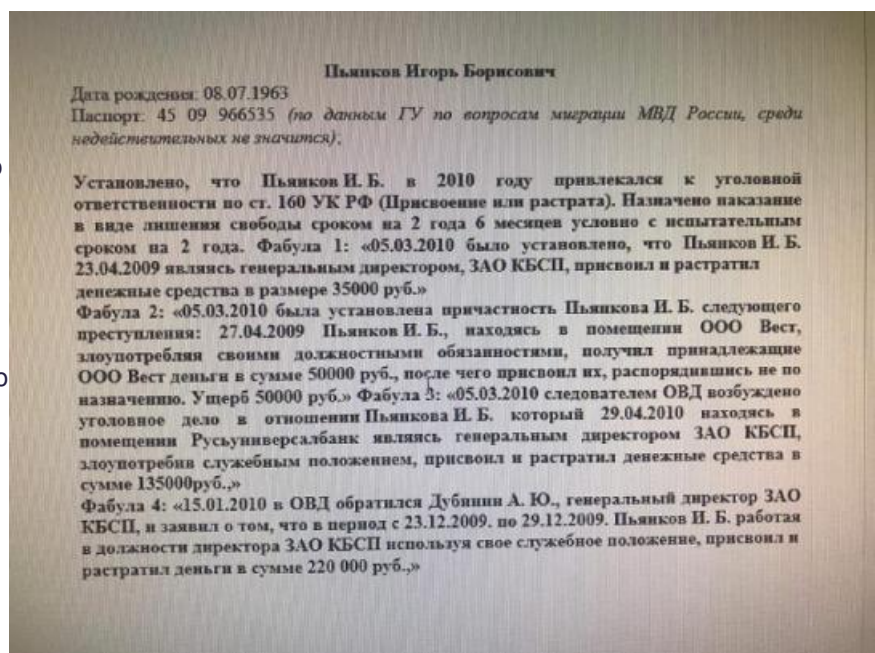 Пьянков Игорь Борисович
Дата рождения: 08.07.1963
Паспорт: 45 09 966535 (по данным ГУ по вопросам миграции МВД России, среди
недействительных не значится),
Установлено, что Пьянков И. Б. в 2010 году привлекался к уголовной
ответственности по ст. 160 УК РФ (Присвоение или растрата). Назначено наказание
в виде лишения свободы сроком на 2 года 6 месяцев условно с испытательным
сроком на 2 года. Фабула 1: «05.03.2010 было установлено, что Пьянков И. Б.
23.04.2009 являясь генеральным директором, ЗАО КБСП, присвоил и растратил
денежные средства в размере 35000 руб.»
Фабула 2: «05.03.2010 была установлена причастность Пьянкова И. Б. следующего
преступления: 27.04.2009 Пьянков И. Б., находясь в помещении ООО Вест,
злоупотребляя своими должностными обязанностями, получил принадлежащие
ООО Вест деньги в сумме 50000 руб., после чего присвоил их, распорядившись не по
назначению. Ущерб 50000 руб.» Фабула 3: «05.03.2010 следователем ОВД возбуждено
уголовное дело в отношении Пьянкова И. Б. который 29.04.2010 находясь в
помещении Русьуниверсалбанк являясь генеральным директором ЗАО КБСП,
злоупотребив служебным положением, присвоил и растратил денежные средства в
сумме 135000руб.,»
Фабула 4: «15.01.2010 в ОВД обратился Дубинин А. Ю., генеральный директор ЗАО
КБСП, и заявил о том, что в период с 23.12.2009. по 29.12.2009. Пьянков И. Б. работая
в должности директора ЗАО КБСП используя свое служебное положение, присвоил и
растратил деньги в сумме 220 000 руб.,»